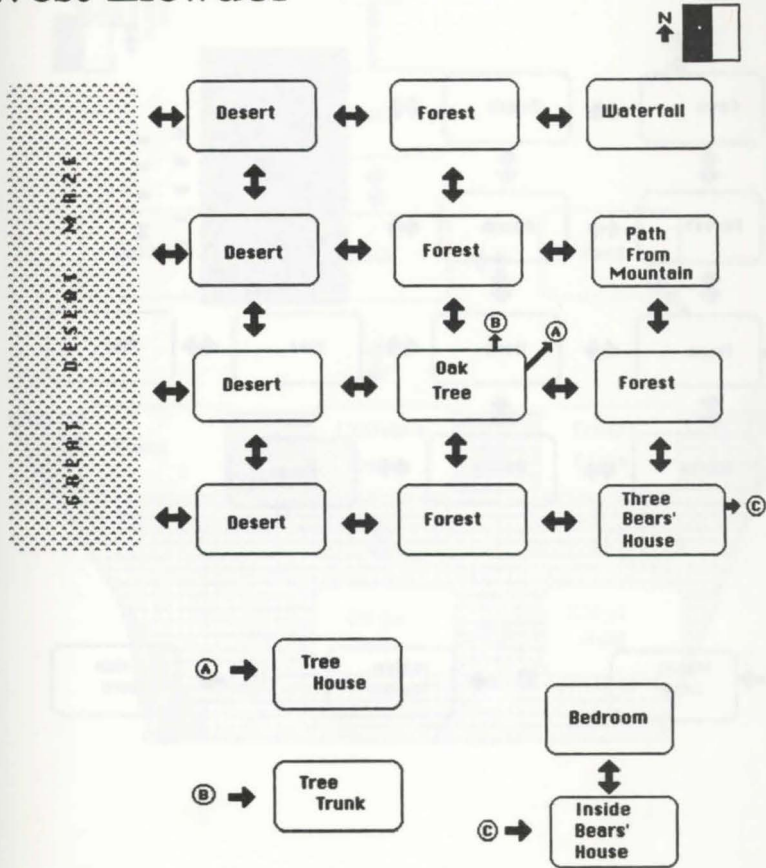 N
Desert
Forest
Waterfall
GREAT DESERT MAZE
Desert
Forest
Path
From
Mountain
B
A
Desert
Oak
Tree
Forest
Desert
Forest
Three
Bears'
House
C
A
Tree
House
Bedroom
B
Tree
Trunk
C
Inside
Bears'
House